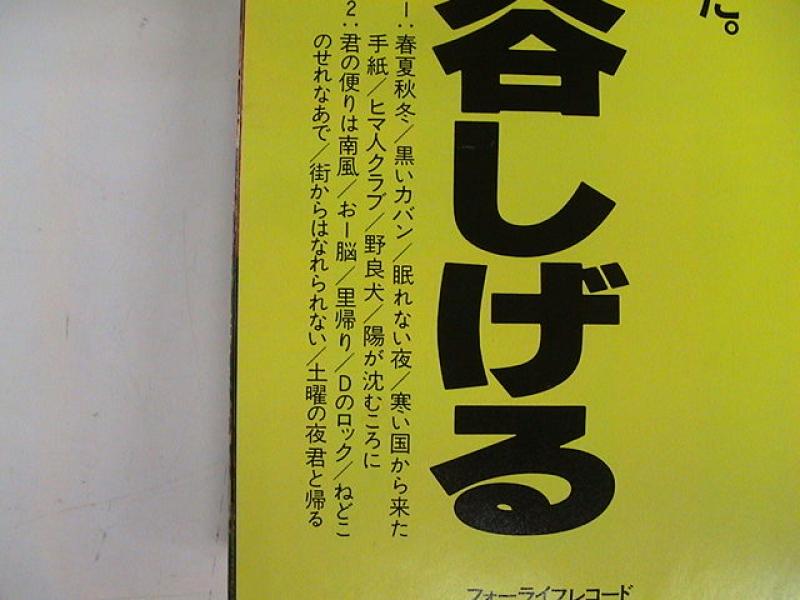 た。
谷しげる
1:春夏秋冬/黒いカバン/眠れない夜/寒い国から来た
手紙/ヒマ人クラブ/野良犬/陽が沈むころに
2:君の便りは南風/おー脳/里帰り/Dのロック/ねどこ
のせれなあで/街からはなれられない/土曜の夜君と帰る
フォーライフレコード